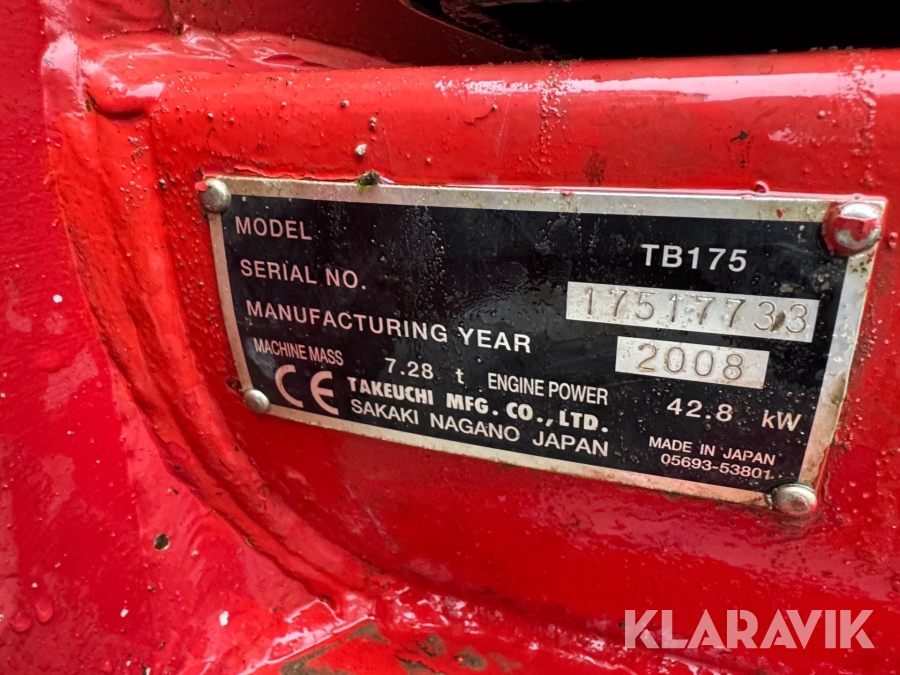 MODEL TB175
SERIAL NO. 17517733
MANUFACTURING YEAR 2008
MACHINE MASS 7.28 t ENGINE POWER 42.8 kW
CE TAKEUCHI MFG. CO.,LTD.
SAKAKI NAGANO JAPAN
MADE IN JAPAN
05693-53801
KLARAVIK